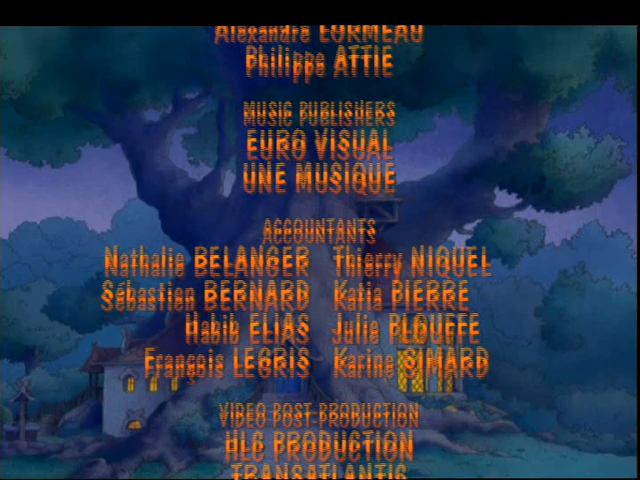 Alexandre LORMEAU
Philippe ATTIE
MUSIC PUBLISHERS
EURO VISUAL
UNE MUSIQUE
ACCOUNTANTS
Nathalie BELANGER Thierry NIQUEL
Sébastien BERNARD Katia PIERRE
Habib ELIAS Julie PLOUFFE
François LEGRIS Karine SIMARD
VIDEO POST-PRODUCTION
HLC PRODUCTION
TRANSATLANTIC